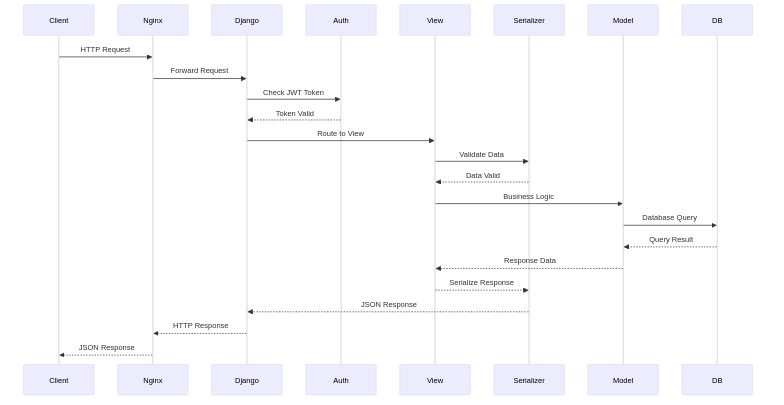 Client Nginx Django Auth View Serializer Model DB
HTTP Request
Forward Request
Check JWT Token
Token Valid
Route to View
Validate Data
Data Valid
Business Logic
Database Query
Query Result
Response Data
Serialize Response
JSON Response
HTTP Response
JSON Response
Client Nginx Django Auth View Serializer Model DB